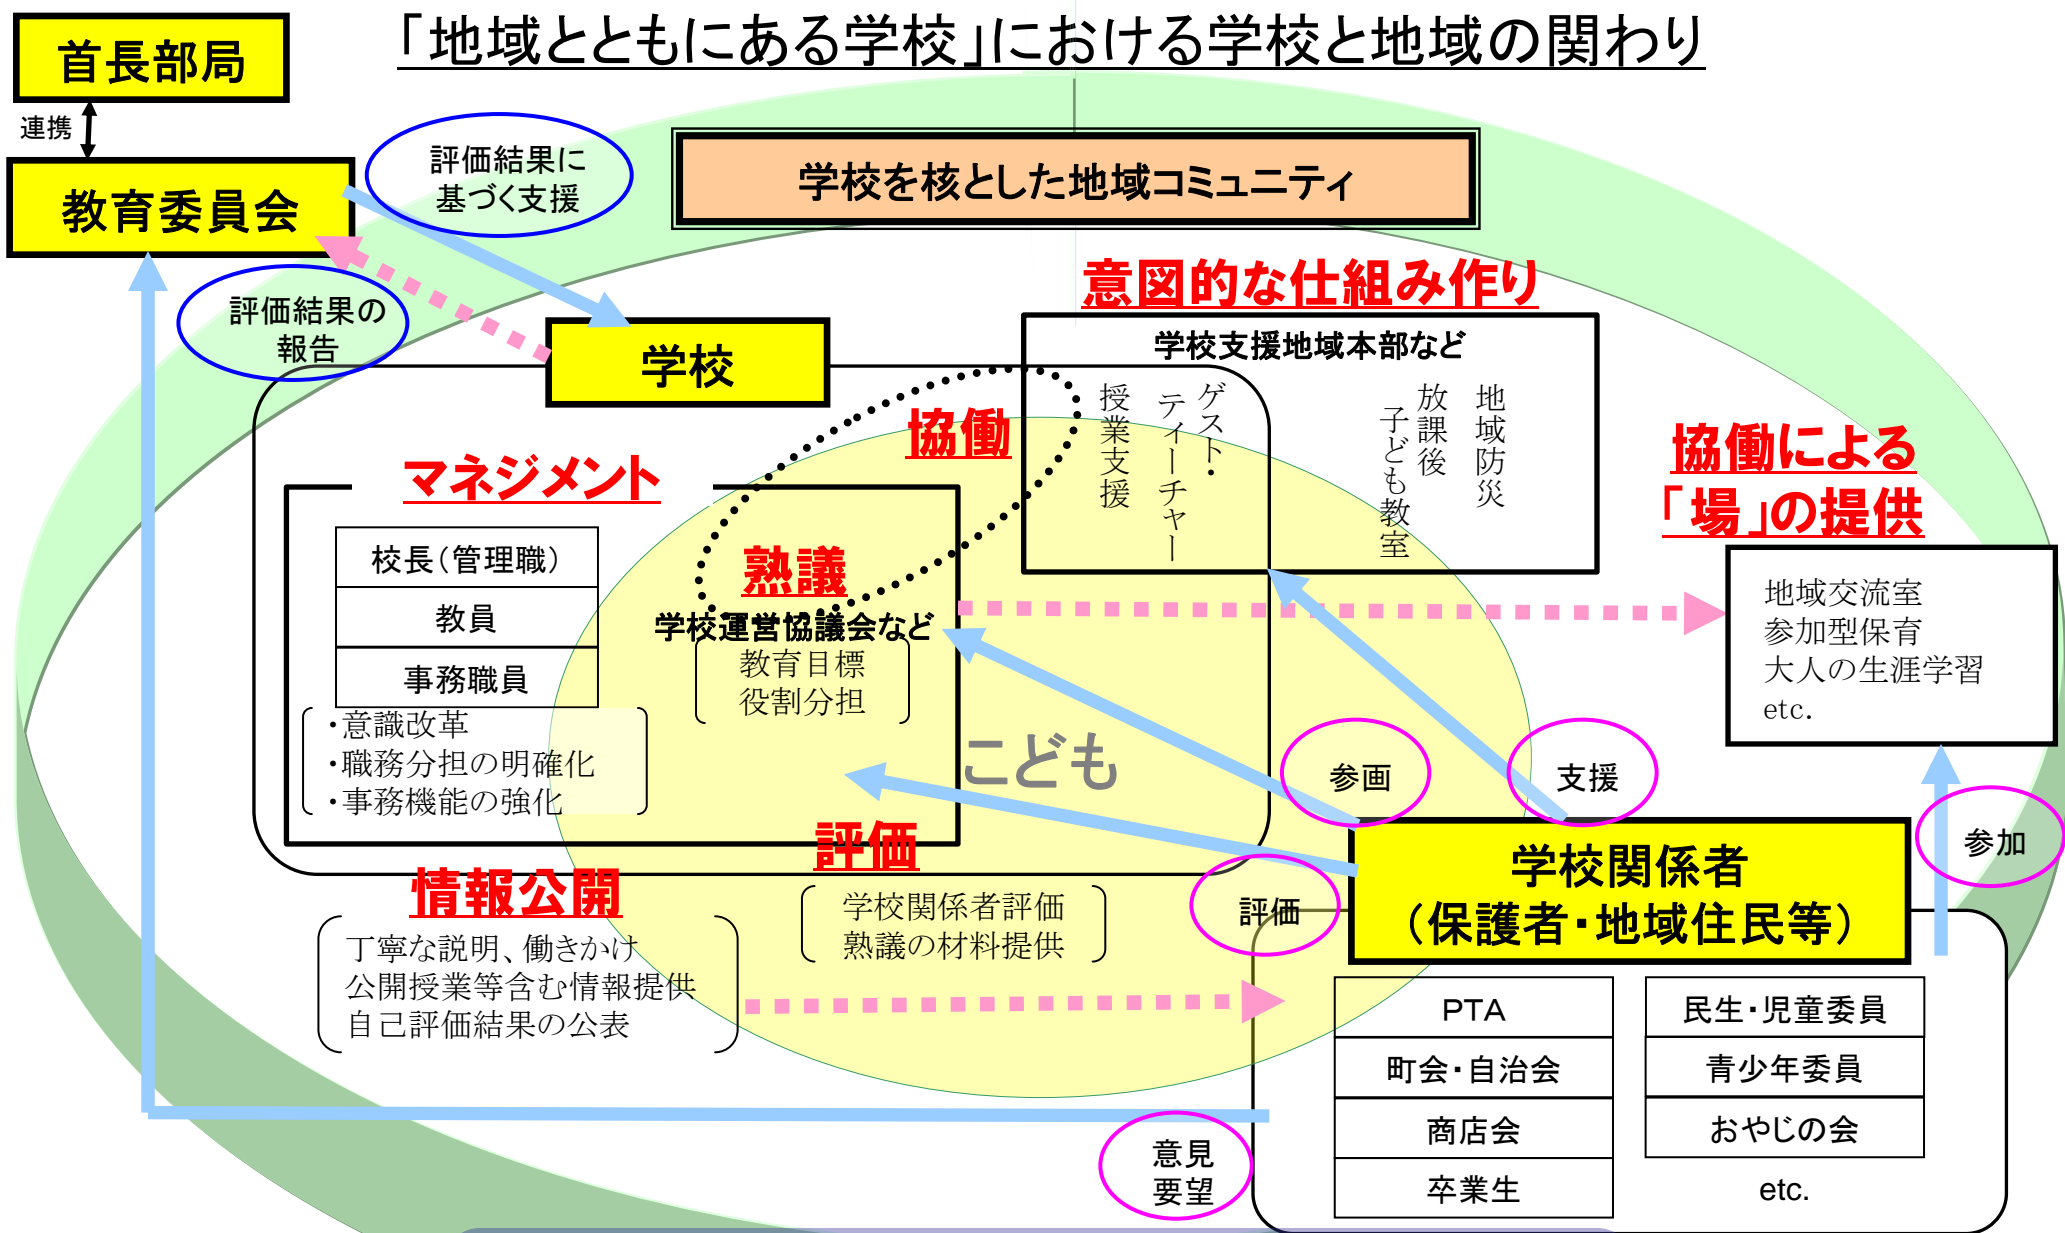 「地域とともにある学校」における学校と地域の関わり
首長部局
連携
教育委員会
評価結果に
基づく支援
評価結果の
報告
学校を核とした地域コミュニティ
意図的な仕組み作り
学校
学校支援地域本部など
授業支援
ゲスト・
ティーチャー
放課後
子ども教室
地域防災
協働
協働による
「場」の提供
地域交流室
参加型保育
大人の生涯学習
etc.
マネジメント
校長(管理職)
教員
事務職員
・意識改革
・職務分担の明確化
・事務機能の強化
熟議
学校運営協議会など
教育目標
役割分担
こども
参画
支援
参加
評価
学校関係者評価
熟議の材料提供
評価
情報公開
丁寧な説明、働きかけ
公開授業等含む情報提供
自己評価結果の公表
学校関係者
(保護者・地域住民等)
PTA
町会・自治会
商店会
卒業生
民生・児童委員
青少年委員
おやじの会
etc.
意見
要望